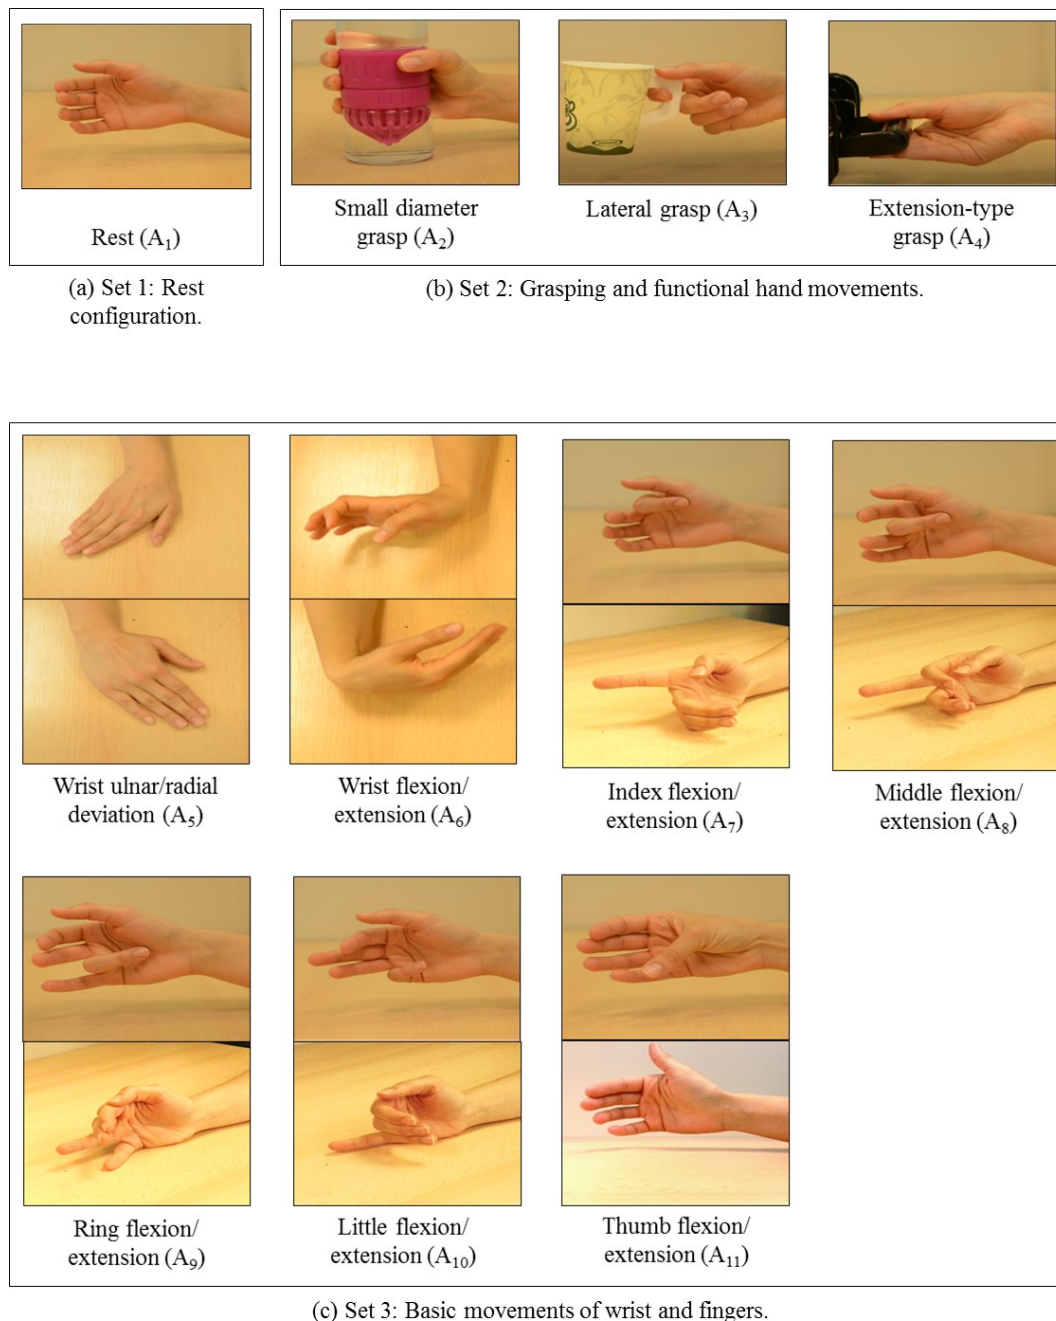 Rest (A₁)
Small diameter
grasp (A₂)
Lateral grasp (A₃)
Extension-type
grasp (A₄)
(a) Set 1: Rest
configuration.
(b) Set 2: Grasping and functional hand movements.
Wrist ulnar/radial
deviation (A₅)
Wrist flexion/
extension (A₆)
Index flexion/
extension (A₇)
Middle flexion/
extension (A₈)
Ring flexion/
extension (A₉)
Little flexion/
extension (A₁₀)
Thumb flexion/
extension (A₁₁)
(c) Set 3: Basic movements of wrist and fingers.